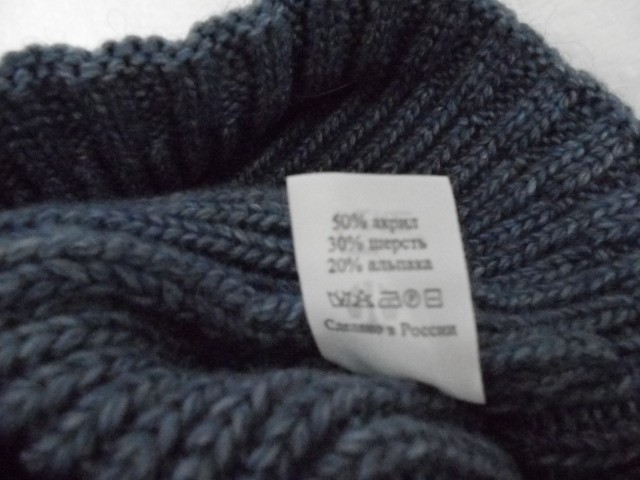 50% акрил
30% шерсть
20% альпака
Сделано в России